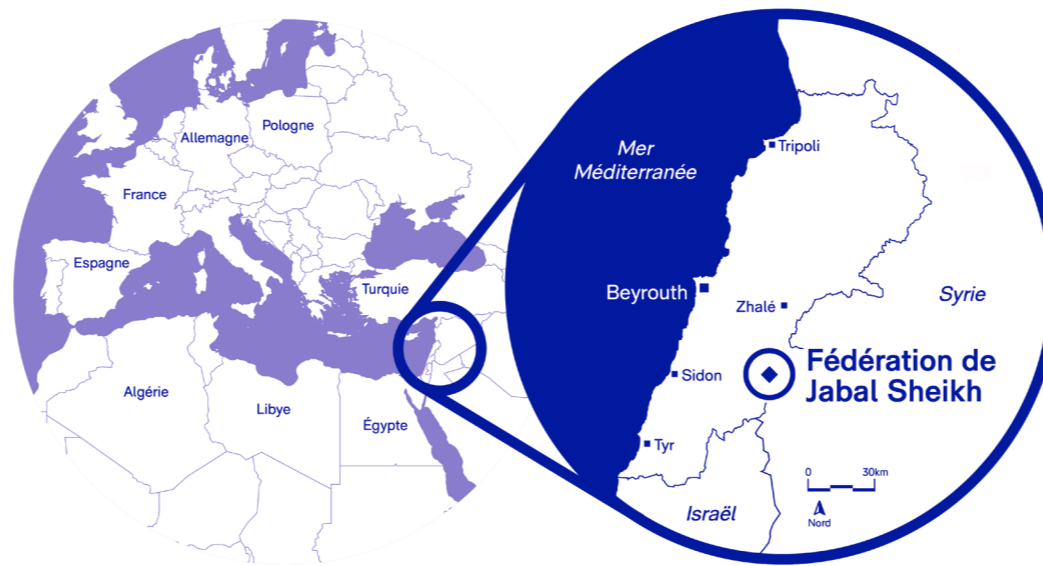 Allemagne
Pologne
France
Espagne
Turquie
Algérie
Libye
Égypte
Mer
Méditerranée
Tripoli
Beyrouth
Zhalé
Syrie
Fédération de
Jabal Sheikh
Sidon
Tyr
Israël
0 30km
Nord